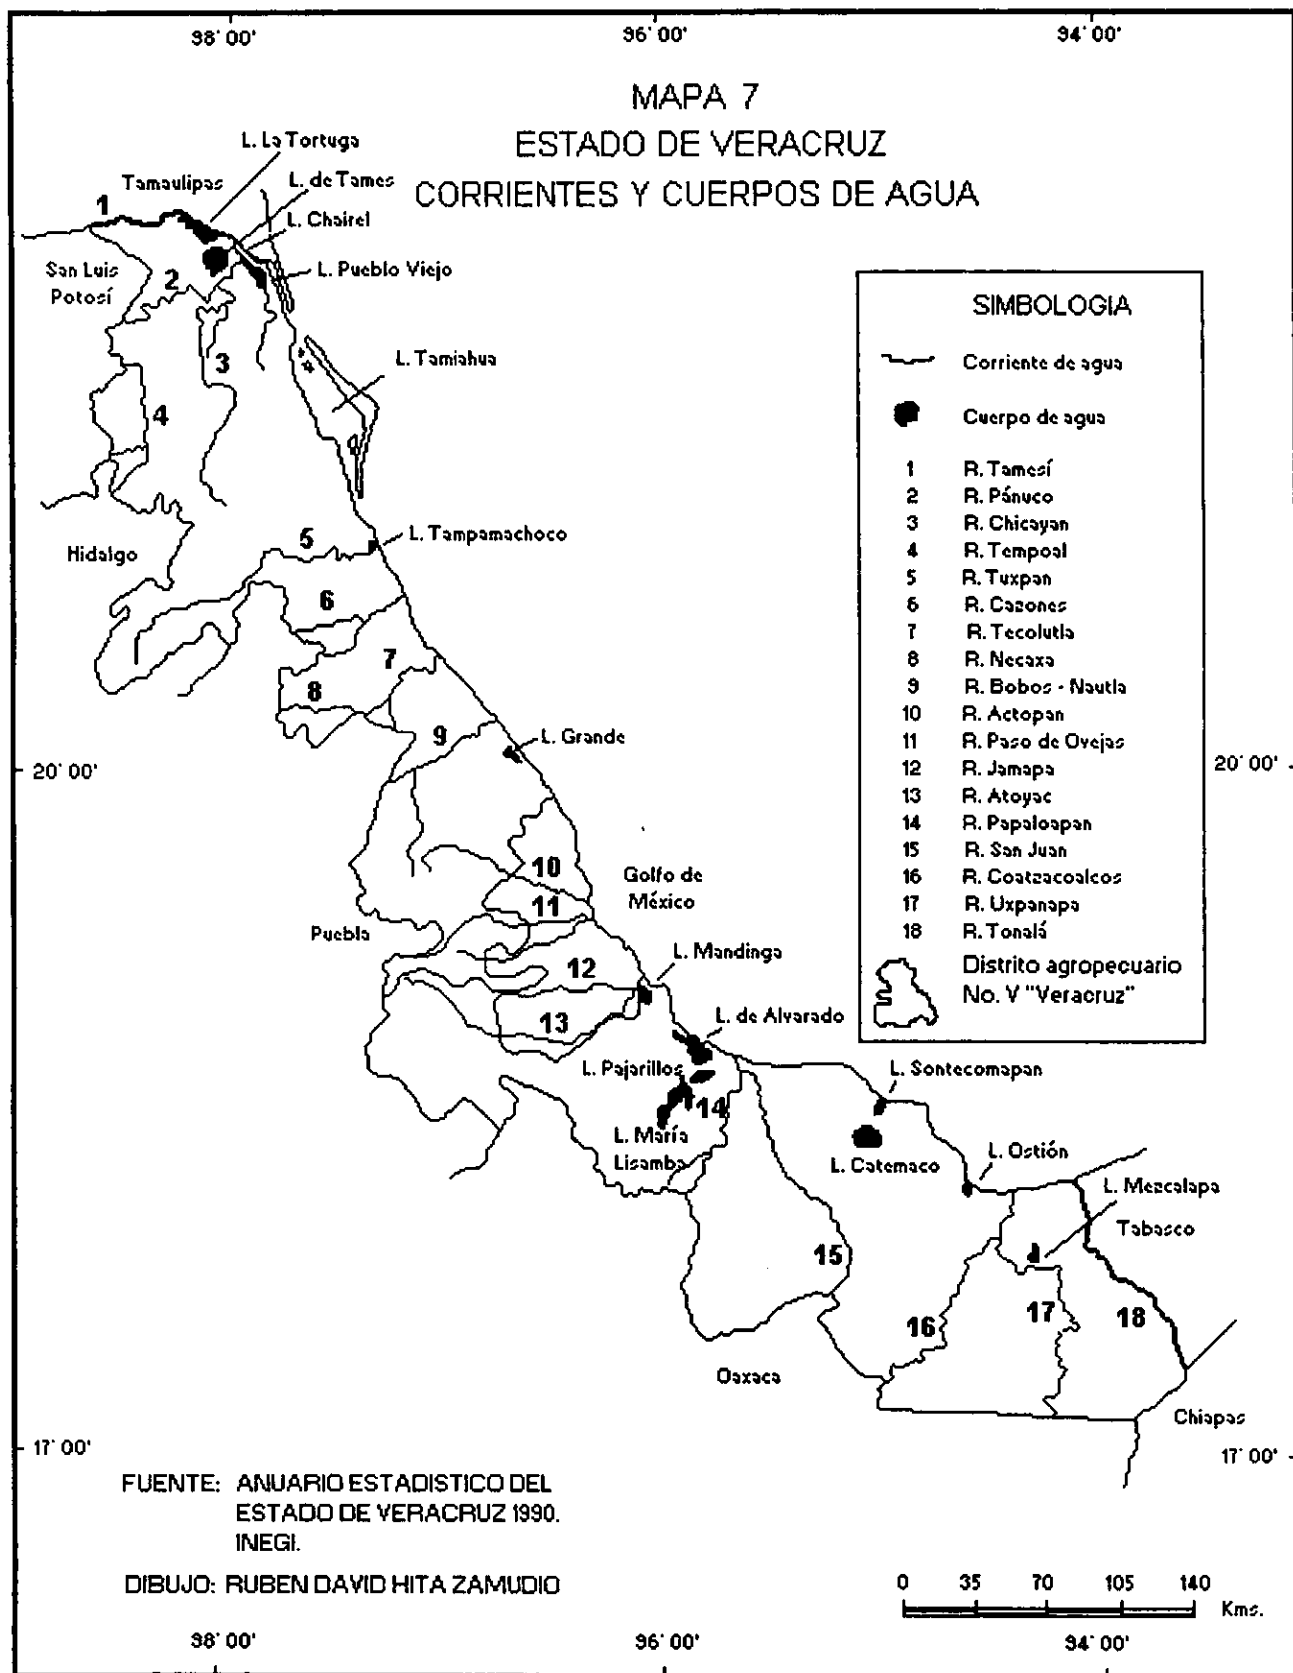 98° 00'
96° 00'
94° 00'
MAPA 7
ESTADO DE VERACRUZ
CORRIENTES Y CUERPOS DE AGUA
L. La Tortuga
Tamaulipas
L. de Tames
1
L. Chairel
San Luis
Potosí
2
L. Pueblo Viejo
3
L. Tamiahua
4
5
L. Tampamachoco
Hidalgo
6
7
8
9
L. Grande
20° 00'
20° 00'
10
Golfo de
México
11
Puebla
12
L. Mandinga
13
L. de Alvarado
L. Pajarillos
14
L. Sontecomapan
L. María
Lisamba
L. Catemaco
L. Ostión
L. Mezcalapa
Tabasco
15
16
17
18
Oaxaca
Chiapas
17° 00'
17° 00'
SIMBOLOGIA
Corriente de agua
Cuerpo de agua
1 R. Tamesí
2 R. Pánuco
3 R. Chicayan
4 R. Tempoal
5 R. Tuxpan
6 R. Cazones
7 R. Tecolutla
8 R. Necaxa
9 R. Bobos - Nautla
10 R. Actopan
11 R. Paso de Ovejas
12 R. Jamapa
13 R. Atoyac
14 R. Papaloapan
15 R. San Juan
16 R. Coatzacoalcos
17 R. Uxpanapa
18 R. Tonalá
Distrito agropecuario
No. V "Veracruz"
FUENTE: ANUARIO ESTADISTICO DEL
ESTADO DE VERACRUZ 1990.
INEGI.
DIBUJO: RUBEN DAVID HITA ZAMUDIO
0 35 70 105 140
Kms.
98° 00'
96° 00'
94° 00'